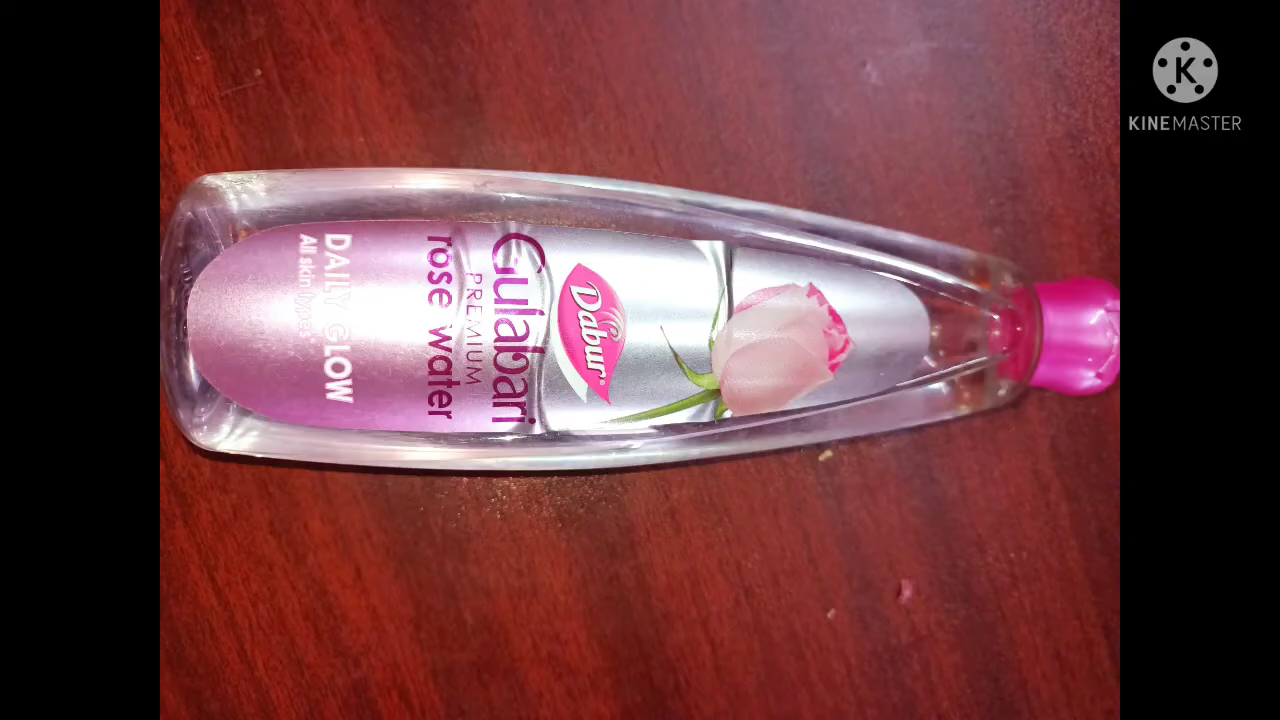 Dabur
Gulabari
PREMIUM
rose water
DAILY GLOW
All skin types
KINEMASTER